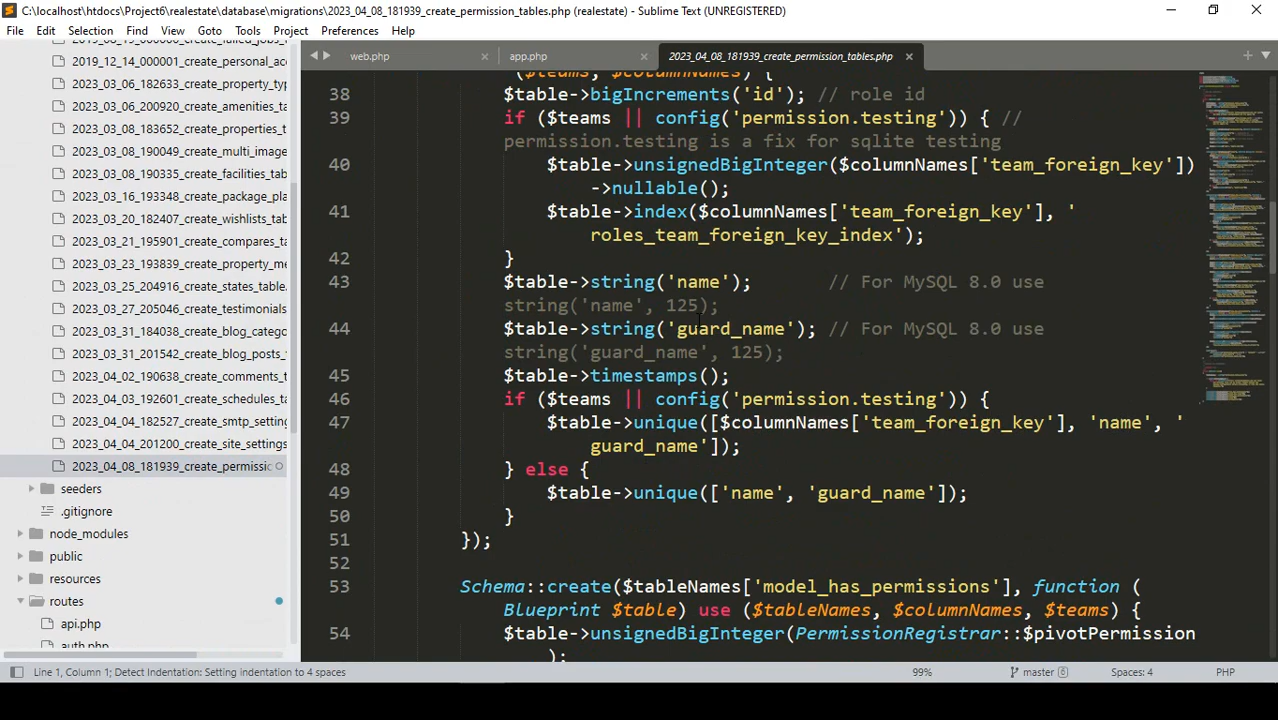 C:\localhost\htdocs\Project6\realestate\database\migrations\2023_04_08_181939_create_permission_tables.php (realestate) - Sublime Text (UNREGISTERED)
File Edit Selection Find View Goto Tools Project Preferences Help
web.php
app.php
2023_04_08_181939_create_permission_tables.php
2019_12_14_000001_create_personal_ac
2023_03_06_182633_create_property_typ
2023_03_06_200920_create_amenities_tab
2023_03_08_183652_create_properties_t
2023_03_08_190049_create_multi_image
2023_03_08_190335_create_facilities_tab
2023_03_16_193348_create_package_pla
2023_03_20_182407_create_wishlists_tab
2023_03_21_195901_create_compares_ta
2023_03_23_193839_create_property_me
2023_03_25_204916_create_states_table.
2023_03_27_205046_create_testimonials
2023_03_31_184038_create_blog_catego
2023_03_31_201542_create_blog_posts_
2023_04_02_190638_create_comments_t
2023_04_03_192601_create_schedules_ta
2023_04_04_182527_create_smtp_setting
2023_04_04_201200_create_site_settings
2023_04_08_181939_create_permissic
seeders
.gitignore
node_modules
public
resources
routes
api.php
auth.php
($teams, $columnNames) {
38 $table->bigIncrements('id'); // role id
39 if ($teams || config('permission.testing')) { //
permission.testing is a fix for sqlite testing
40 $table->unsignedBigInteger($columnNames['team_foreign_key'])
->nullable();
41 $table->index($columnNames['team_foreign_key'], '
roles_team_foreign_key_index');
42 }
43 $table->string('name'); // For MySQL 8.0 use
string('name', 125);
44 $table->string('guard_name'); // For MySQL 8.0 use
string('guard_name', 125);
45 $table->timestamps();
46 if ($teams || config('permission.testing')) {
47 $table->unique([$columnNames['team_foreign_key'], 'name', '
guard_name']);
48 } else {
49 $table->unique(['name', 'guard_name']);
50 }
51 });
52
53 Schema::create($tableNames['model_has_permissions'], function (
Blueprint $table) use ($tableNames, $columnNames, $teams) {
54 $table->unsignedBigInteger(PermissionRegistrar::$pivotPermission
);
Line 1, Column 1; Detect Indentation: Setting indentation to 4 spaces
99%
master 6
Spaces: 4
PHP